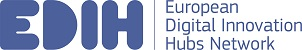 EDIH
European
Digital Innovation
Hubs Network